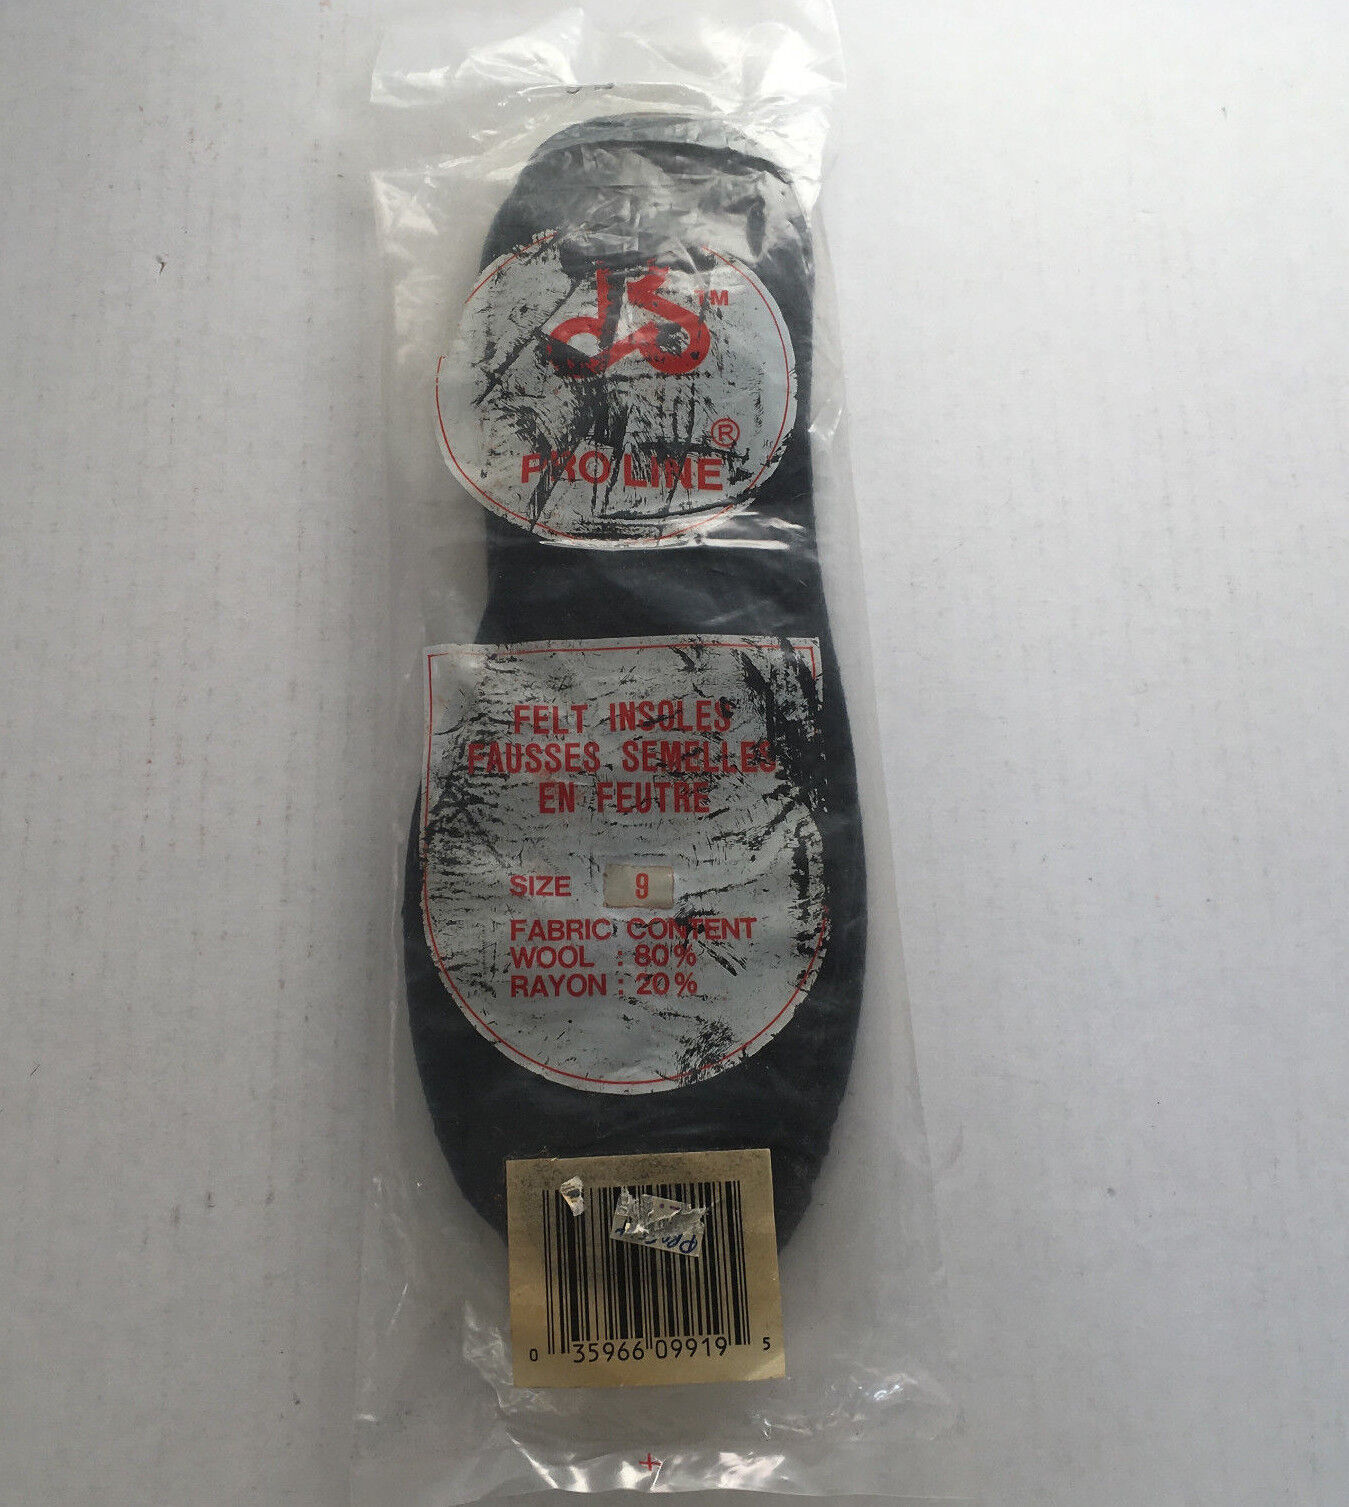 TM
®
PRO LINE
FELT INSOLES
FAUSSES SEMELLES
EN FEUTRE
SIZE 9
FABRIC CONTENT
WOOL : 80%
RAYON : 20%
0 35966 09919 5